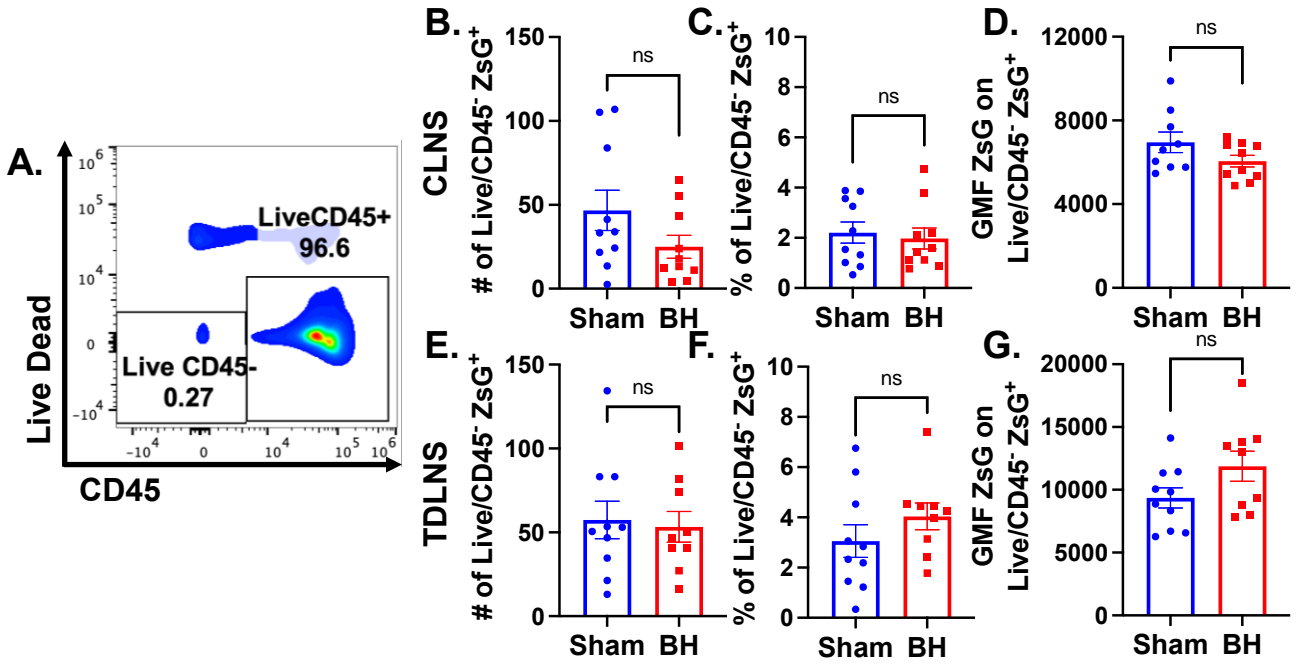 A.
Live Dead
10^6
10^5
10^4
0
-10^4
LiveCD45+
96.6
Live CD45-
0.27
-10^4 0 10^4 10^5 10^6
CD45
CLNS
B.
# of Live/CD45⁻ ZsG⁺
150
100
50
0
ns
Sham BH
C.
% of Live/CD45⁻ ZsG⁺
10
8
6
4
2
0
ns
Sham BH
D.
GMF ZsG on
Live/CD45⁻ ZsG⁺
12000
8000
4000
0
ns
Sham BH
TDLNS
E.
# of Live/CD45⁻ ZsG⁺
150
100
50
0
ns
Sham BH
F.
% of Live/CD45⁻ ZsG⁺
10
8
6
4
2
0
ns
Sham BH
G.
GMF ZsG on
Live/CD45⁻ ZsG⁺
20000
15000
10000
5000
0
ns
Sham BH